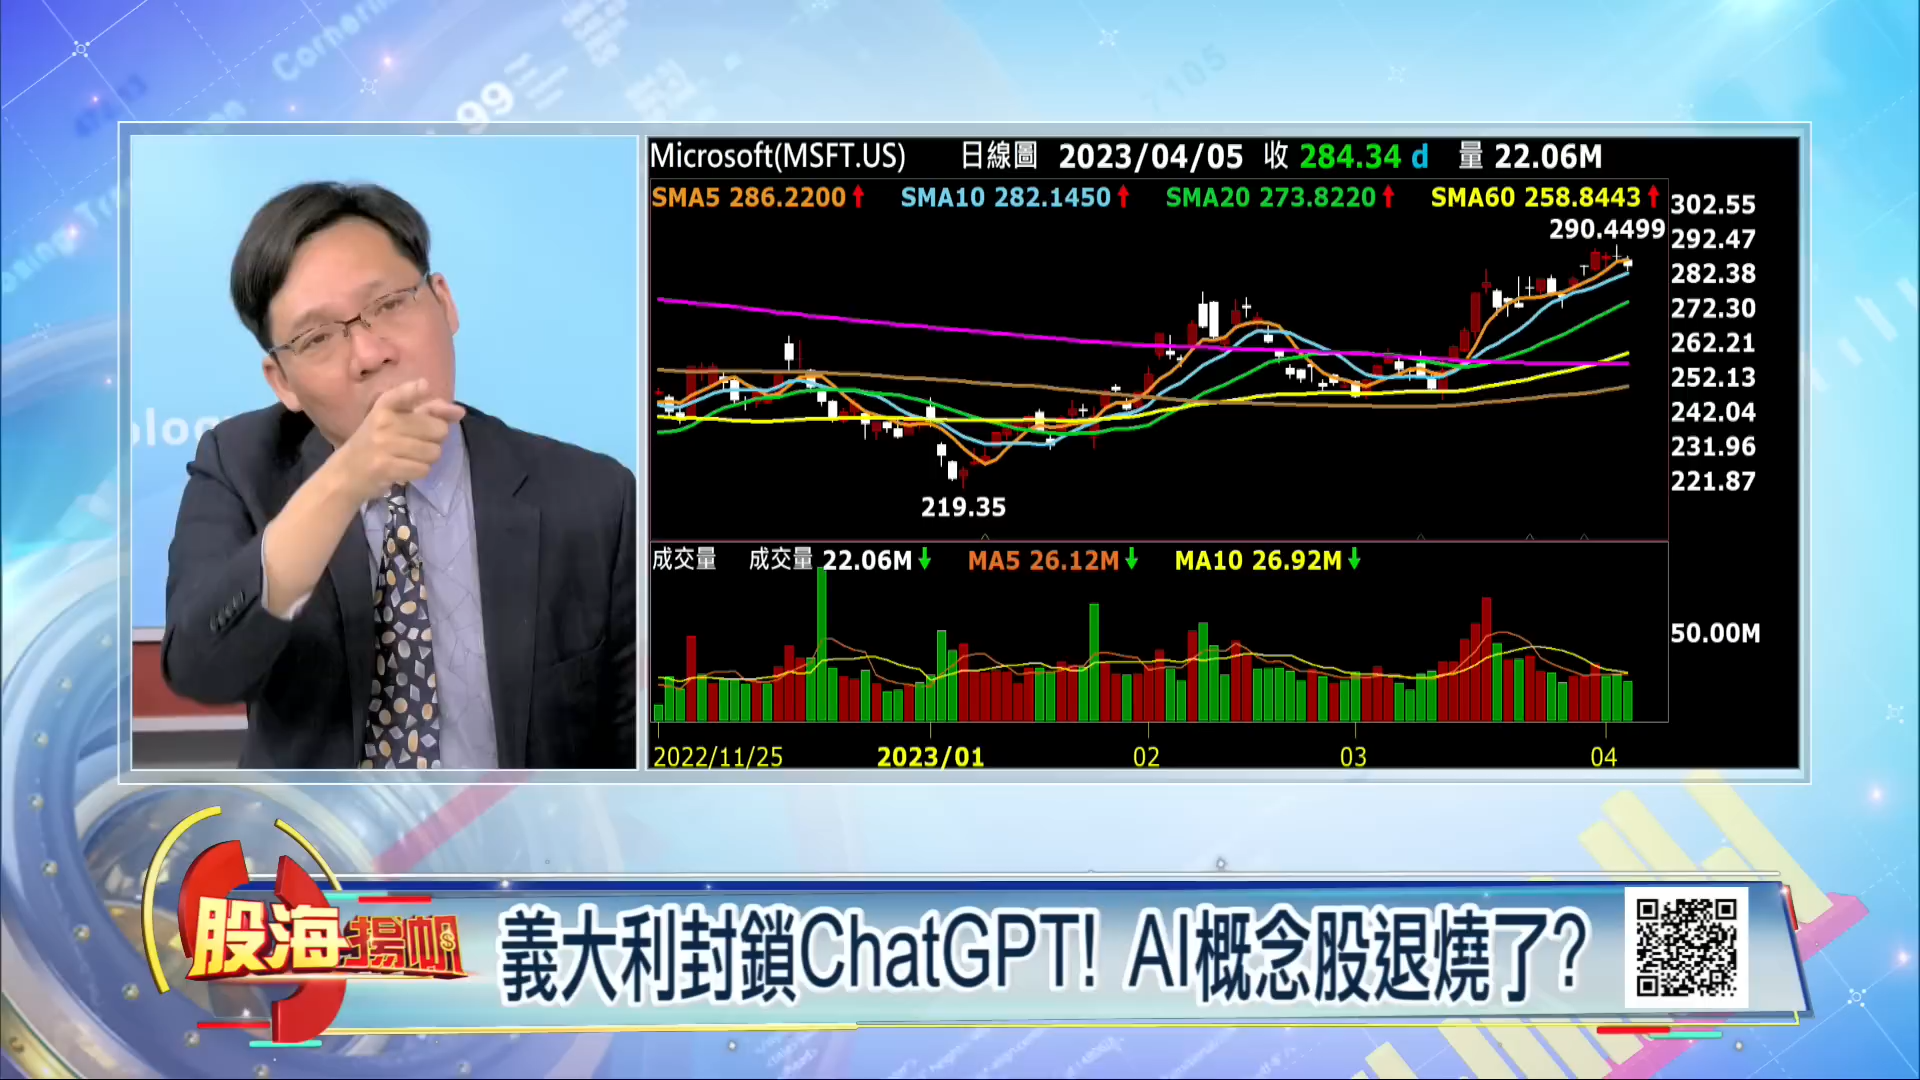 Microsoft(MSFT.US) 日線圖 2023/04/05 收 284.34 d 量 22.06M
SMA5 286.2200 SMA10 282.1450 SMA20 273.8220 SMA60 258.8443
302.55
290.4499
292.47
282.38
272.30
262.21
252.13
242.04
231.96
221.87
219.35
成交量 成交量 22.06M MA5 26.12M MA10 26.92M
50.00M
2022/11/25 2023/01 02 03 04
股海揚帆
義大利封鎖ChatGPT! AI概念股退燒了?
99
7105